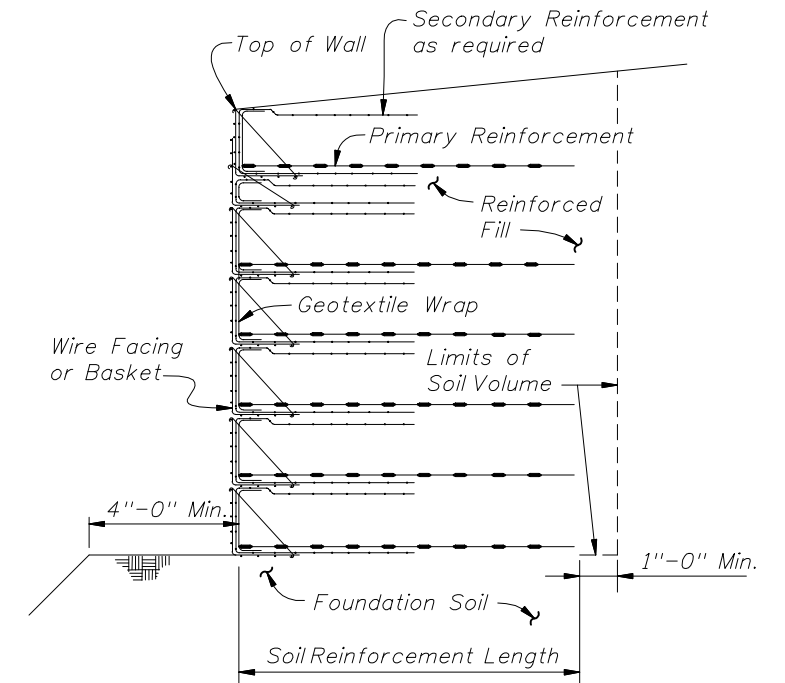 Secondary Reinforcement
as required
Top of Wall
Primary Reinforcement
Reinforced
Fill
Geotextile Wrap
Wire Facing
or Basket
Limits of
Soil Volume
4"-0" Min.
1"-0" Min.
Foundation Soil
Soil Reinforcement Length